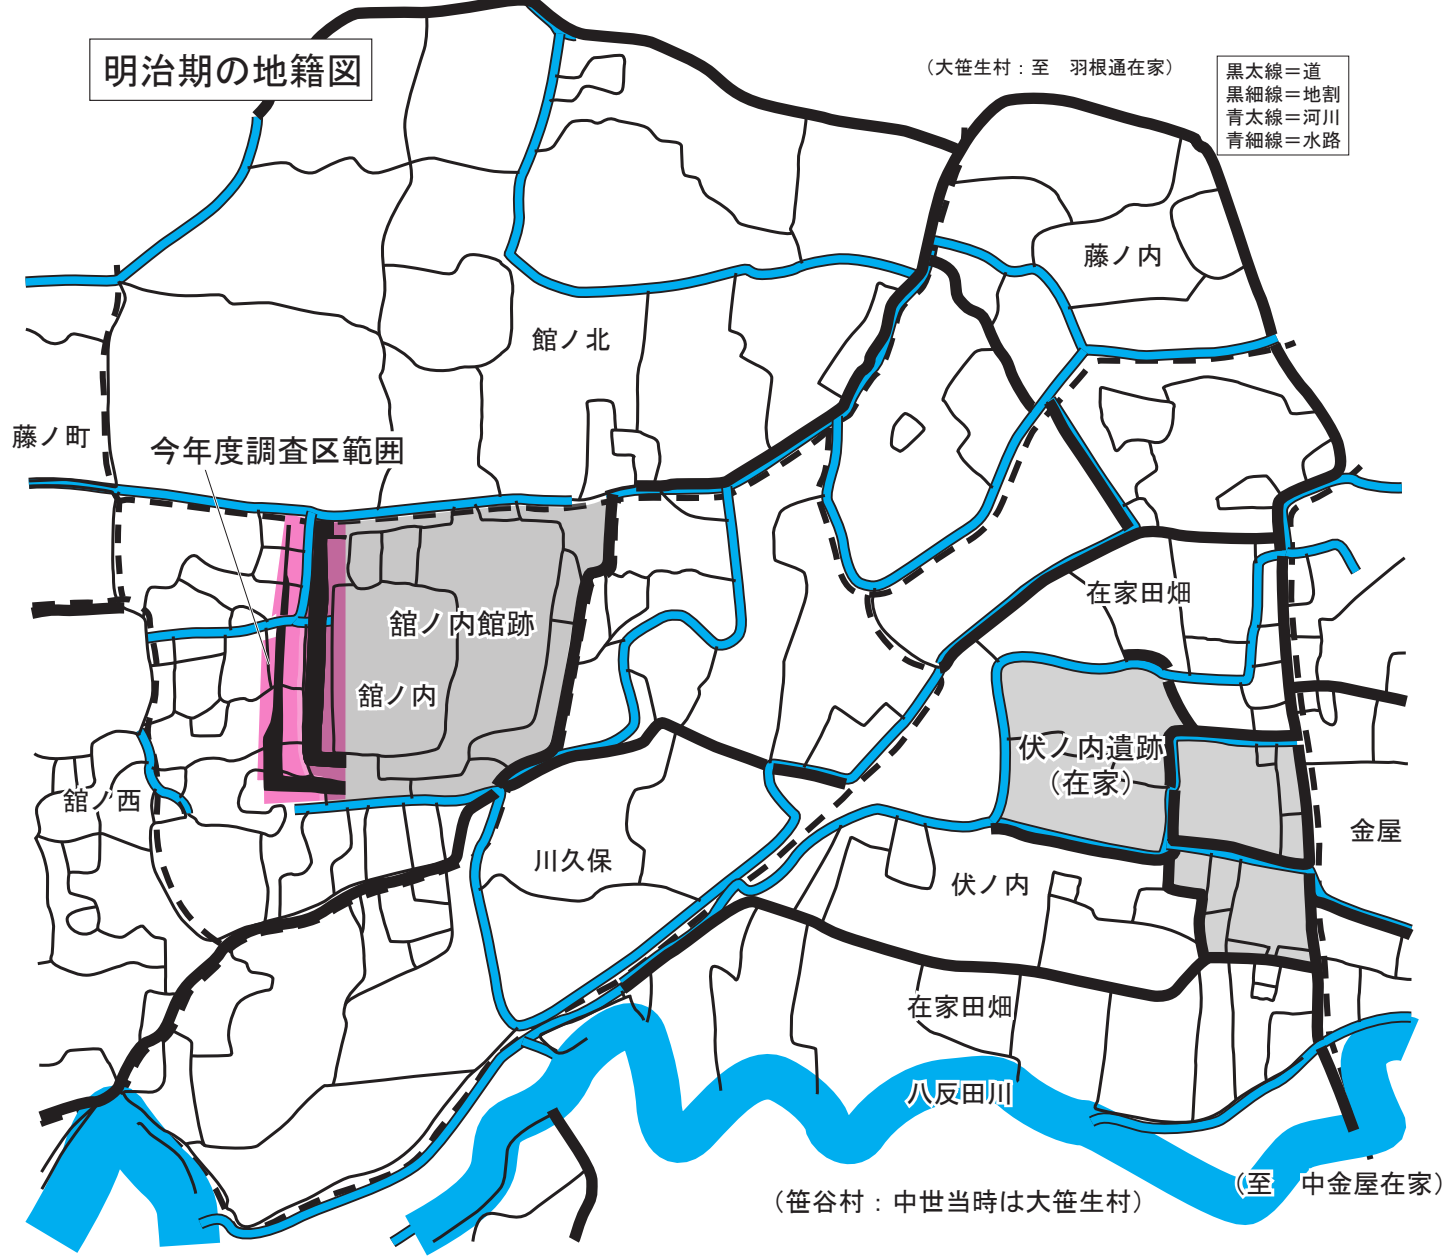 明治期の地籍図
（大笹生村：至　羽根通在家）
黒太線＝道
黒細線＝地割
青太線＝河川
青細線＝水路
藤ノ内
館ノ北
藤ノ町
今年度調査区範囲
在家田畑
舘ノ内館跡
舘ノ内
伏ノ内遺跡
（在家）
舘ノ西
金屋
川久保
伏ノ内
在家田畑
八反田川
（至　中金屋在家）
（笹谷村：中世当時は大笹生村）